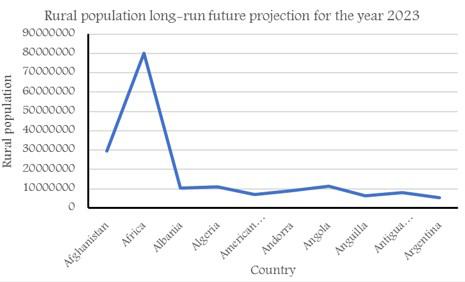 Rural population long-run future projection for the year 2023
Rural population
90000000
80000000
70000000
60000000
50000000
40000000
30000000
20000000
10000000
0
Afghanistan
Africa
Albania
Algeria
American...
Andorra
Angola
Anguilla
Antigua...
Argentina
Country